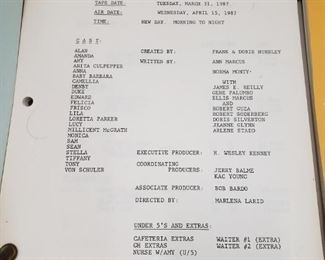 TAPE DATE: TUESDAY, MARCH 31, 1987
AIR DATE: WEDNESDAY, APRIL 15, 1987
TIME: NEW DAY. MORNING TO NIGHT
CAST:
ALAN CREATED BY: FRANK & DORIS HURSLEY
AMANDA
AMY WRITTEN BY: ANN MARCUS
ANITA CULPEPPER NORMA MONTY
ANNA
BABY BARBARA WITH
CAMELLIA JAMES E. REILLY
DENBY GENE PALUMBO
DUKE ELLIS MARCUS
EDWARD AND
FELICIA ROBERT GUZA
FRISCO ROBERT SODERBERG
LILA DORIS SILVERTON
LORETTA PARKER JEANNE GLYNN
LUCY ARLENE STAEO
MILLICENT McGRATH
MONICA
SAM
SEAN
STELLA EXECUTIVE PRODUCER: H. WESLEY KENNEY
TIFFANY
TONY COORDINATING
VON SCHULER PRODUCERS: JERRY BALME
KAC YOUNG
ASSOCIATE PRODUCER: BOB BARDO
DIRECTED BY: MARLENA LAIRD
UNDER 5'S AND EXTRAS:
CAFETERIA EXTRAS WAITER #1 (EXTRA)
GH EXTRAS WAITER #2 (EXTRA)
NURSE W/AMY (U/5)